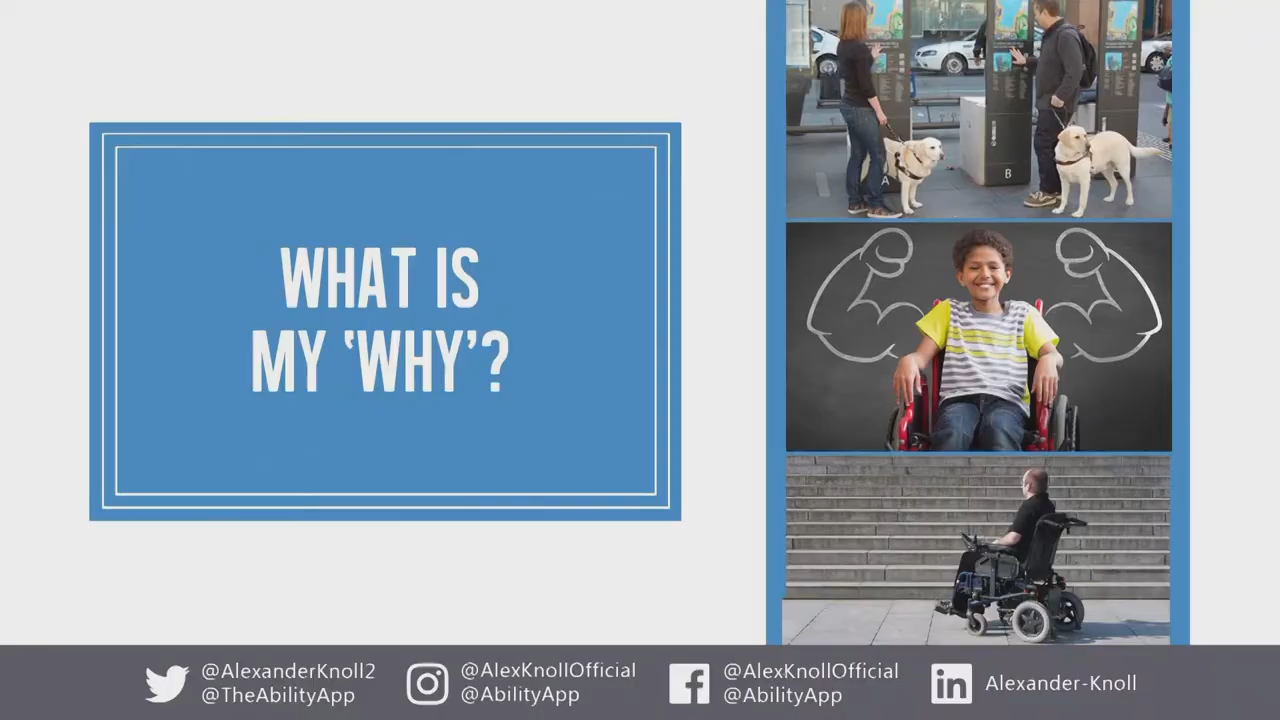 WHAT IS
MY ‘WHY’?
A
B
@AlexanderKnoll2
@TheAbilityApp
@AlexKnollOfficial
@AbilityApp
@AlexKnollOfficial
@AbilityApp
Alexander-Knoll